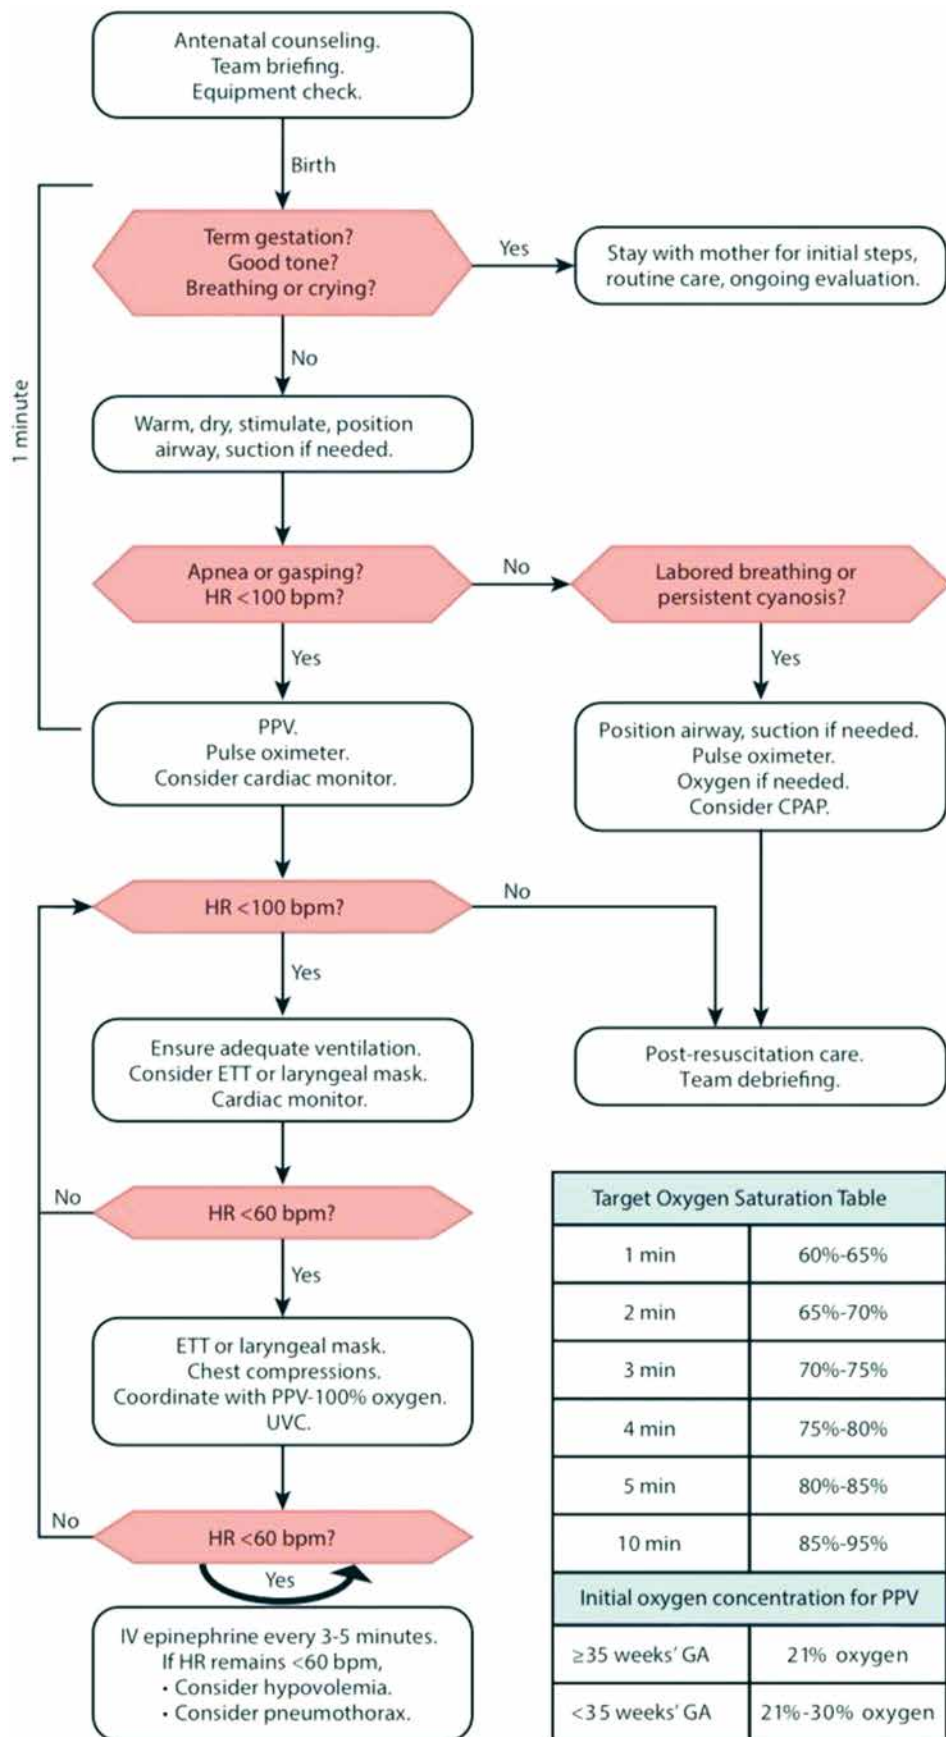 Antenatal counseling.
Team briefing.
Equipment check.
Birth
1 minute
Term gestation?
Good tone?
Breathing or crying?
Yes
Stay with mother for initial steps,
routine care, ongoing evaluation.
No
Warm, dry, stimulate, position
airway, suction if needed.
Apnea or gasping?
HR <100 bpm?
No
Labored breathing or
persistent cyanosis?
Yes
Yes
PPV.
Pulse oximeter.
Consider cardiac monitor.
Position airway, suction if needed.
Pulse oximeter.
Oxygen if needed.
Consider CPAP.
HR <100 bpm?
No
Yes
Ensure adequate ventilation.
Consider ETT or laryngeal mask.
Cardiac monitor.
Post-resuscitation care.
Team debriefing.
No
HR <60 bpm?
Yes
ETT or laryngeal mask.
Chest compressions.
Coordinate with PPV-100% oxygen.
UVC.
No
HR <60 bpm?
Yes
IV epinephrine every 3-5 minutes.
If HR remains <60 bpm,
• Consider hypovolemia.
• Consider pneumothorax.
Target Oxygen Saturation Table
1 min 60%-65%
2 min 65%-70%
3 min 70%-75%
4 min 75%-80%
5 min 80%-85%
10 min 85%-95%
Initial oxygen concentration for PPV
≥35 weeks' GA 21% oxygen
<35 weeks' GA 21%-30% oxygen